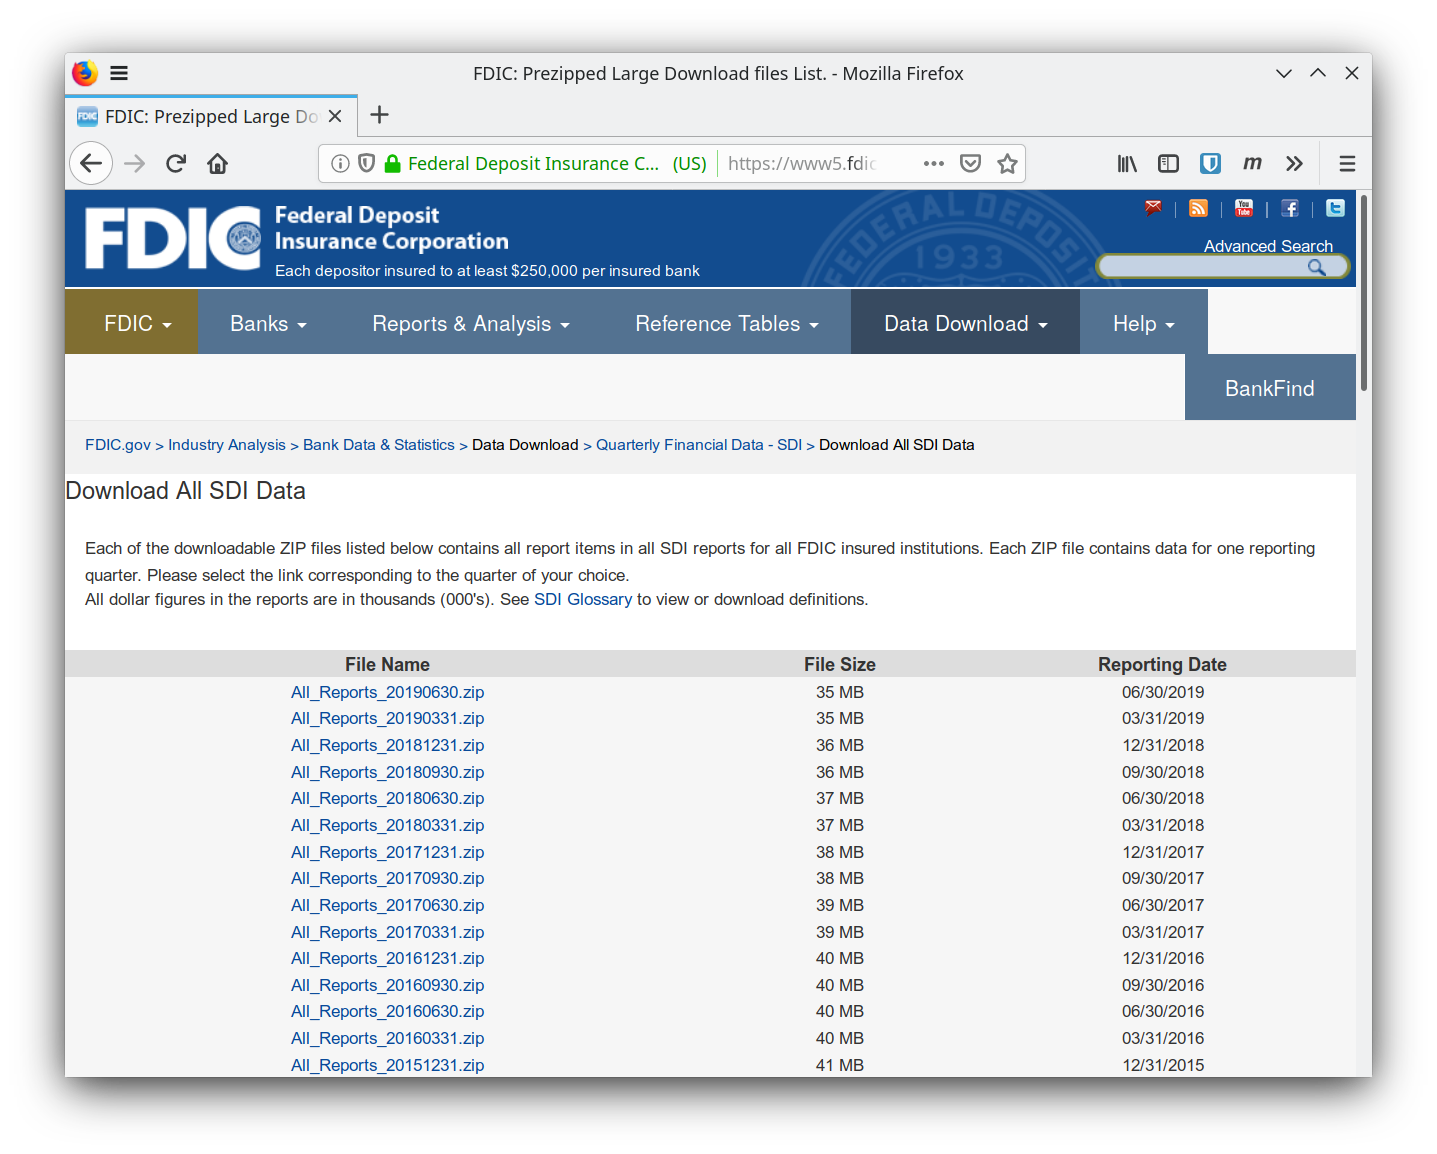 FDIC: Prezipped Large Download files List. - Mozilla Firefox
FDIC: Prezipped Large Do
Federal Deposit Insurance C... (US) https://www5.fdic
FDIC Federal Deposit Insurance Corporation
Each depositor insured to at least $250,000 per insured bank
FEDERAL DEPOSIT
1933
You Tube
Advanced Search
FDIC Banks Reports & Analysis Reference Tables Data Download Help
BankFind
FDIC.gov > Industry Analysis > Bank Data & Statistics > Data Download > Quarterly Financial Data - SDI > Download All SDI Data
Download All SDI Data
Each of the downloadable ZIP files listed below contains all report items in all SDI reports for all FDIC insured institutions. Each ZIP file contains data for one reporting
quarter. Please select the link corresponding to the quarter of your choice.
All dollar figures in the reports are in thousands (000's). See SDI Glossary to view or download definitions.
File Name File Size Reporting Date
All_Reports_20190630.zip 35 MB 06/30/2019
All_Reports_20190331.zip 35 MB 03/31/2019
All_Reports_20181231.zip 36 MB 12/31/2018
All_Reports_20180930.zip 36 MB 09/30/2018
All_Reports_20180630.zip 37 MB 06/30/2018
All_Reports_20180331.zip 37 MB 03/31/2018
All_Reports_20171231.zip 38 MB 12/31/2017
All_Reports_20170930.zip 38 MB 09/30/2017
All_Reports_20170630.zip 39 MB 06/30/2017
All_Reports_20170331.zip 39 MB 03/31/2017
All_Reports_20161231.zip 40 MB 12/31/2016
All_Reports_20160930.zip 40 MB 09/30/2016
All_Reports_20160630.zip 40 MB 06/30/2016
All_Reports_20160331.zip 40 MB 03/31/2016
All_Reports_20151231.zip 41 MB 12/31/2015